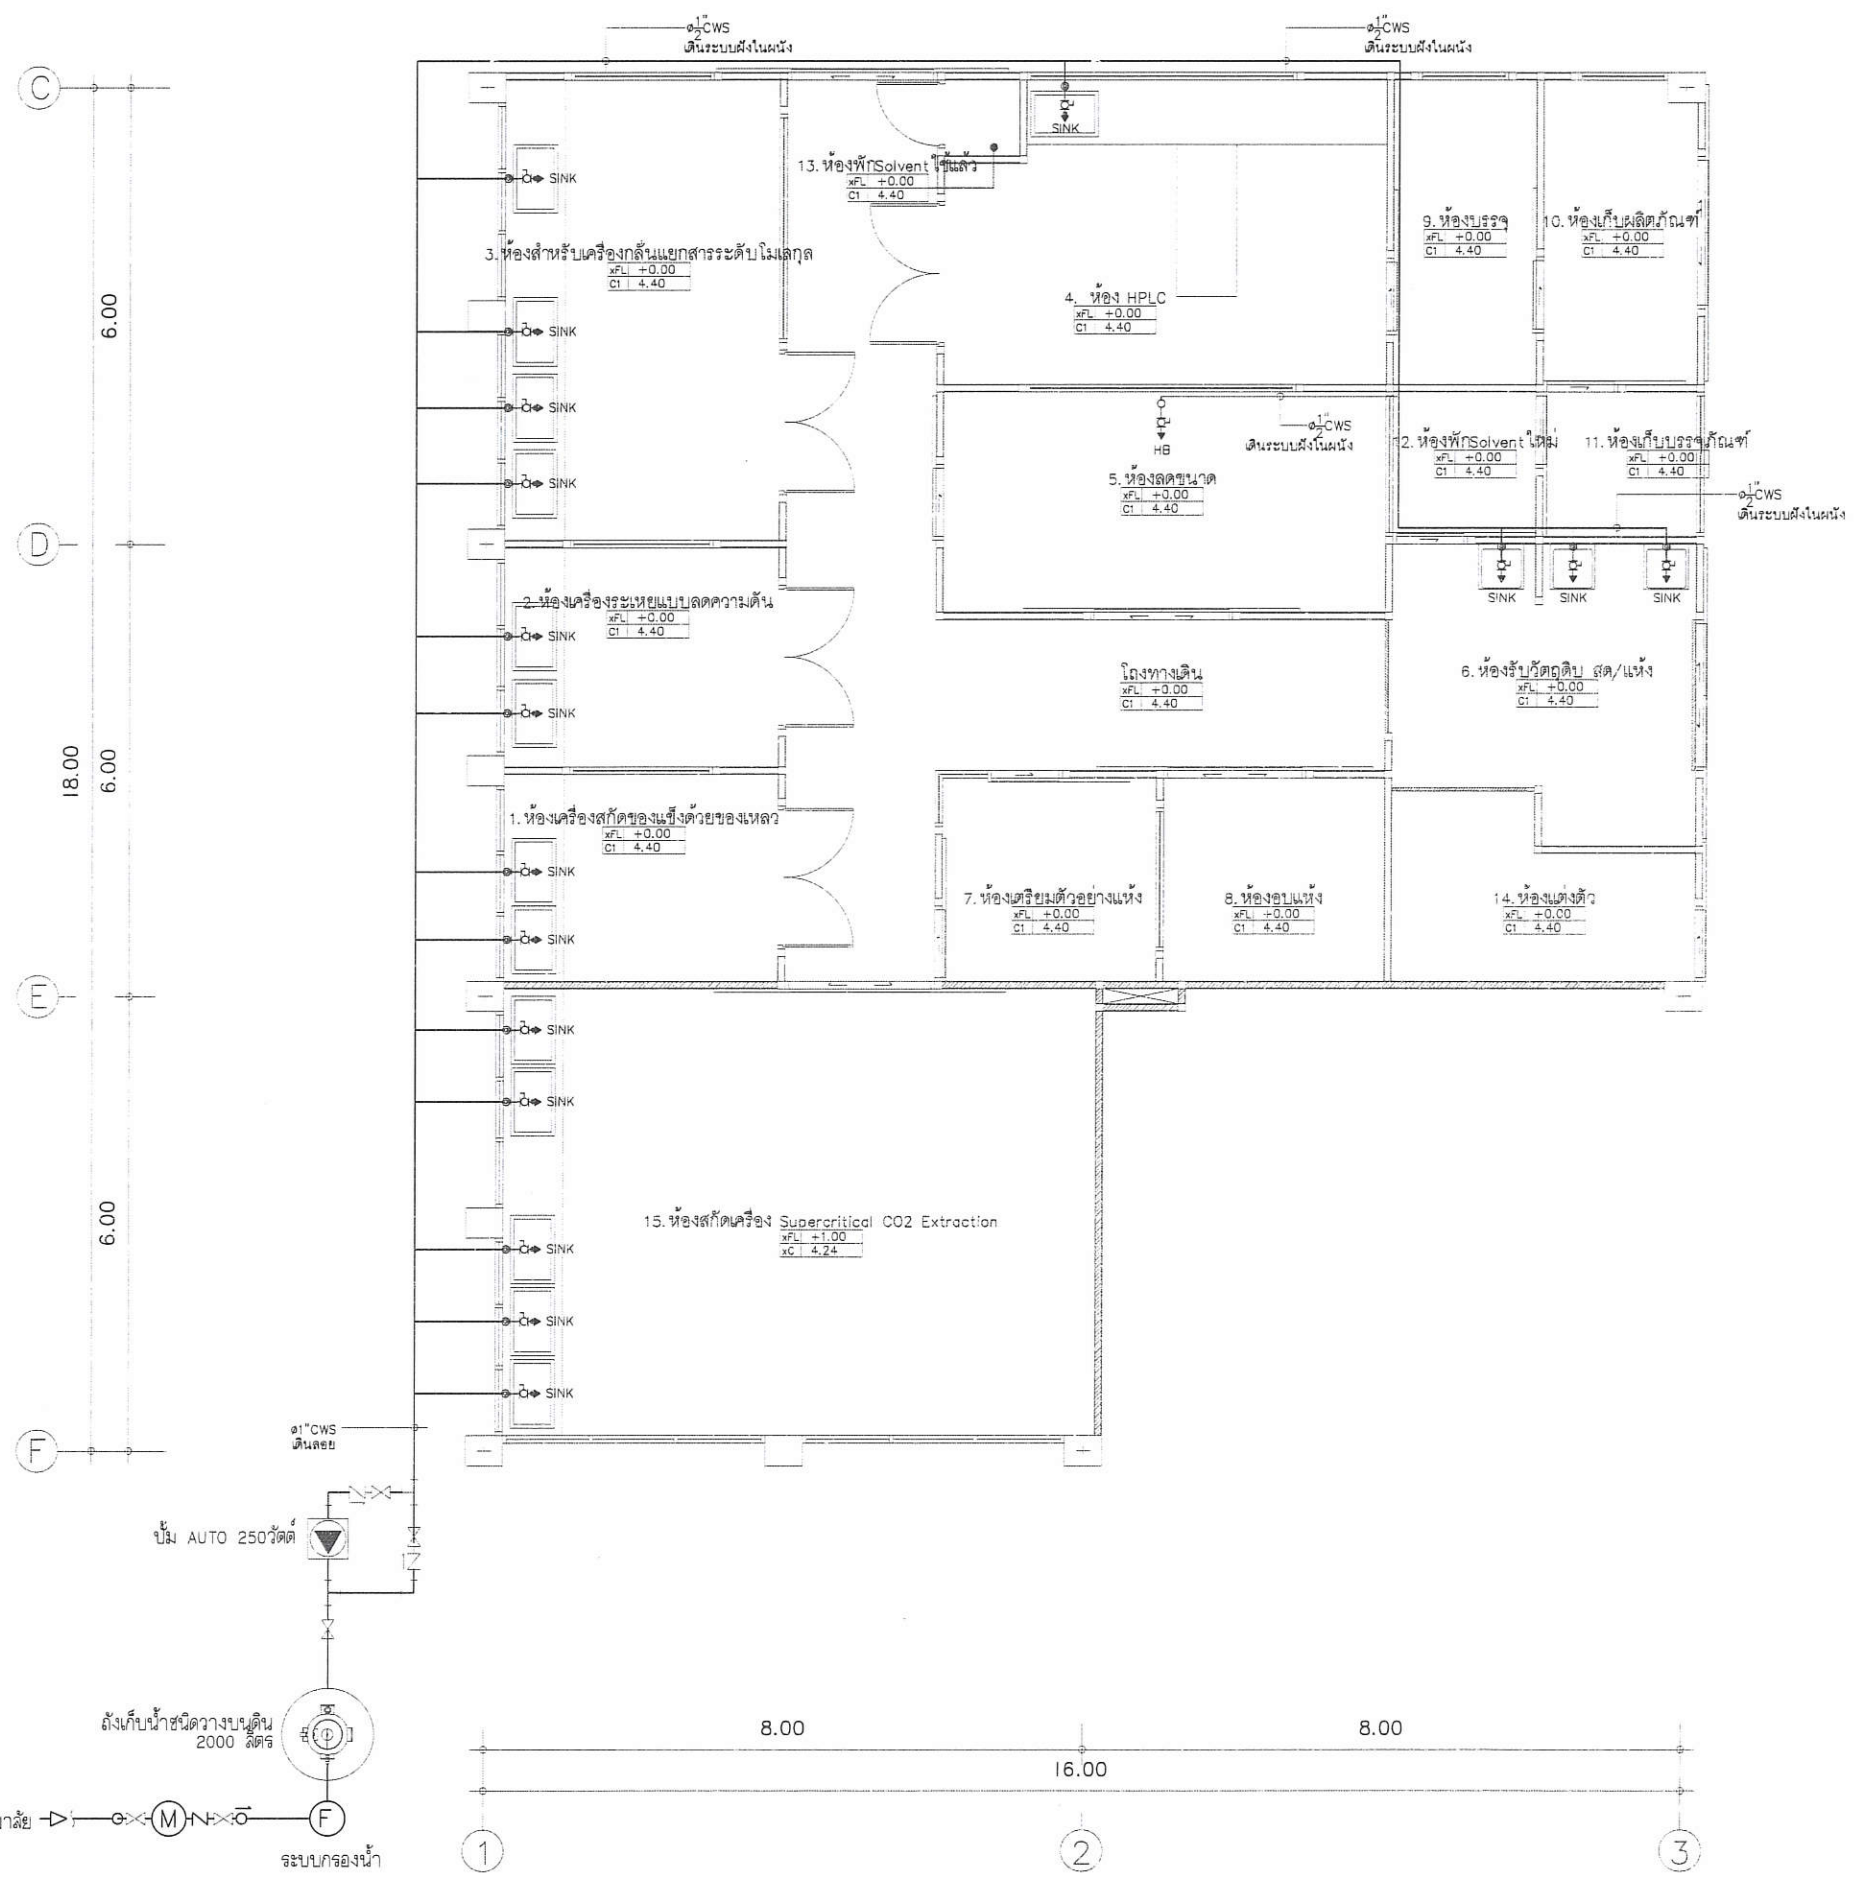 ø1/2"CWS
เดินระบบฝังในผนัง
ø1/2"CWS
เดินระบบฝังในผนัง
C
SINK
SINK
13.ห้องพักSolventใช้แล้ว
xFL +0.00
C1 4.40
9.ห้องบรรจุ
xFL +0.00
C1 4.40
10.ห้องเก็บผลิตภัณฑ์
xFL +0.00
C1 4.40
3.ห้องสำหรับเครื่องกลั่นแยกสารระดับโมเลกุล
xFL +0.00
C1 4.40
4. ห้อง HPLC
xFL +0.00
C1 4.40
6.00
SINK
SINK
SINK
HB
ø1/2"CWS
เดินระบบฝังในผนัง
12.ห้องพักSolventใหม่
xFL +0.00
C1 4.40
11.ห้องเก็บบรรจุภัณฑ์
xFL +0.00
C1 4.40
5.ห้องลดขนาด
xFL +0.00
C1 4.40
ø1/2"CWS
เดินระบบฝังในผนัง
D
SINK
SINK
SINK
2.ห้องเครื่องระเหยแบบลดความดัน
xFL +0.00
C1 4.40
SINK
SINK
โถงทางเดิน
xFL +0.00
C1 4.40
6.ห้องรับวัตถุดิบ สด/แห้ง
xFL +0.00
C1 4.40
18.00
6.00
1.ห้องเครื่องสกัดของแข็งด้วยของเหลว
xFL +0.00
C1 4.40
SINK
SINK
7.ห้องเตรียมตัวอย่างแห้ง
xFL +0.00
C1 4.40
8.ห้องอบแห้ง
xFL +0.00
C1 4.40
14.ห้องแต่งตัว
xFL +0.00
C1 4.40
E
SINK
SINK
6.00
15.ห้องสกัดเครื่อง Supercritical CO2 Extraction
xFL +1.00
xC 4.24
SINK
SINK
SINK
ø1"CWS
เดินลอย
F
ปั๊ม AUTO 250วัตต์
ถังเก็บน้ำชนิดวางบนดิน
2000 ลิตร
8.00
8.00
16.00
M
F
ระบบกรองน้ำ
1
2
3